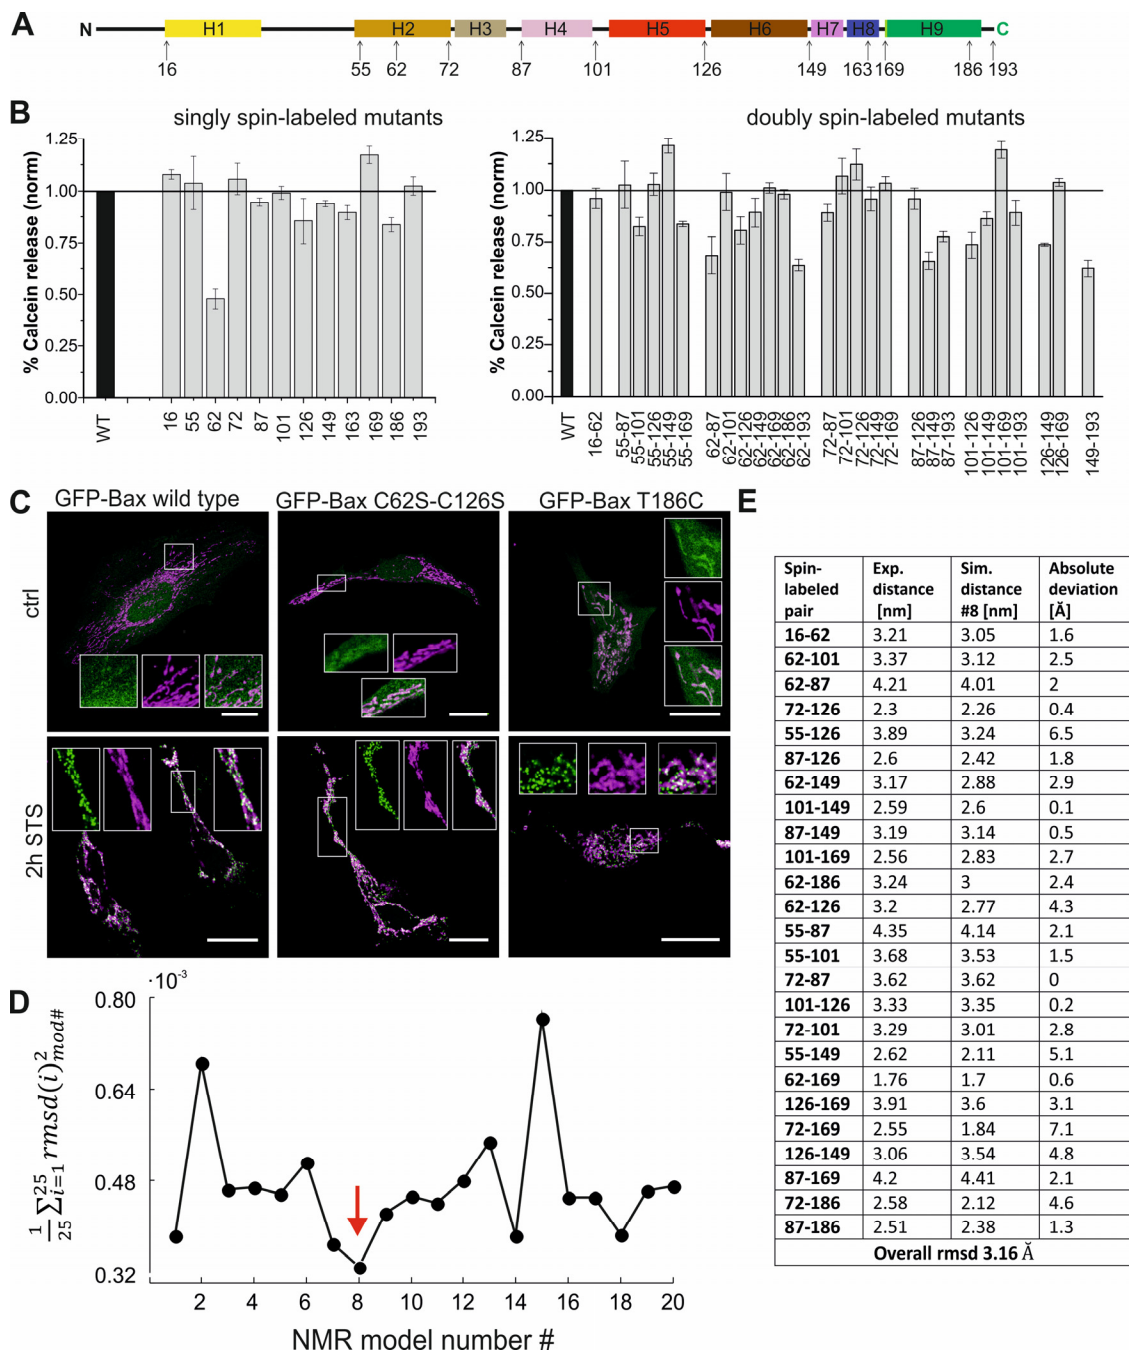 A
N H1 H2 H3 H4 H5 H6 H7 H8 H9 C
16 55 62 72 87 101 126 149 163 169 186 193
B
singly spin-labeled mutants
% Calcein release (norm)
1.25
1.00
0.75
0.50
0.25
0.00
WT 16 55 62 72 87 101 126 149 163 169 186 193
doubly spin-labeled mutants
% Calcein release (norm)
1.25
1.00
0.75
0.50
0.25
0.00
WT 16-62 55-87 55-101 55-126 55-149 55-169 62-87 62-101 62-126 62-149 62-169 62-186 62-193 72-87 72-101 72-126 72-149 72-169 87-126 87-149 87-193 101-126 101-149 101-169 101-193 126-149 126-169 149-193
C
GFP-Bax wild type GFP-Bax C62S-C126S GFP-Bax T186C
ctrl
2h STS
D
·10⁻³
1/25 ∑ 25 i=1 rmsd(i)² mod#
0.80
0.64
0.48
0.32
2 4 6 8 10 12 14 16 18 20
NMR model number #
E
Spin-labeled pair Exp. distance [nm] Sim. distance #8 [nm] Absolute deviation [Å]
16-62 3.21 3.05 1.6
62-101 3.37 3.12 2.5
62-87 4.21 4.01 2
72-126 2.3 2.26 0.4
55-126 3.89 3.24 6.5
87-126 2.6 2.42 1.8
62-149 3.17 2.88 2.9
101-149 2.59 2.6 0.1
87-149 3.19 3.14 0.5
101-169 2.56 2.83 2.7
62-186 3.24 3 2.4
62-126 3.2 2.77 4.3
55-87 4.35 4.14 2.1
55-101 3.68 3.53 1.5
72-87 3.62 3.62 0
101-126 3.33 3.35 0.2
72-101 3.29 3.01 2.8
55-149 2.62 2.11 5.1
62-169 1.76 1.7 0.6
126-169 3.91 3.6 3.1
72-169 2.55 1.84 7.1
126-149 3.06 3.54 4.8
87-169 4.2 4.41 2.1
72-186 2.58 2.12 4.6
87-186 2.51 2.38 1.3
Overall rmsd 3.16 Å